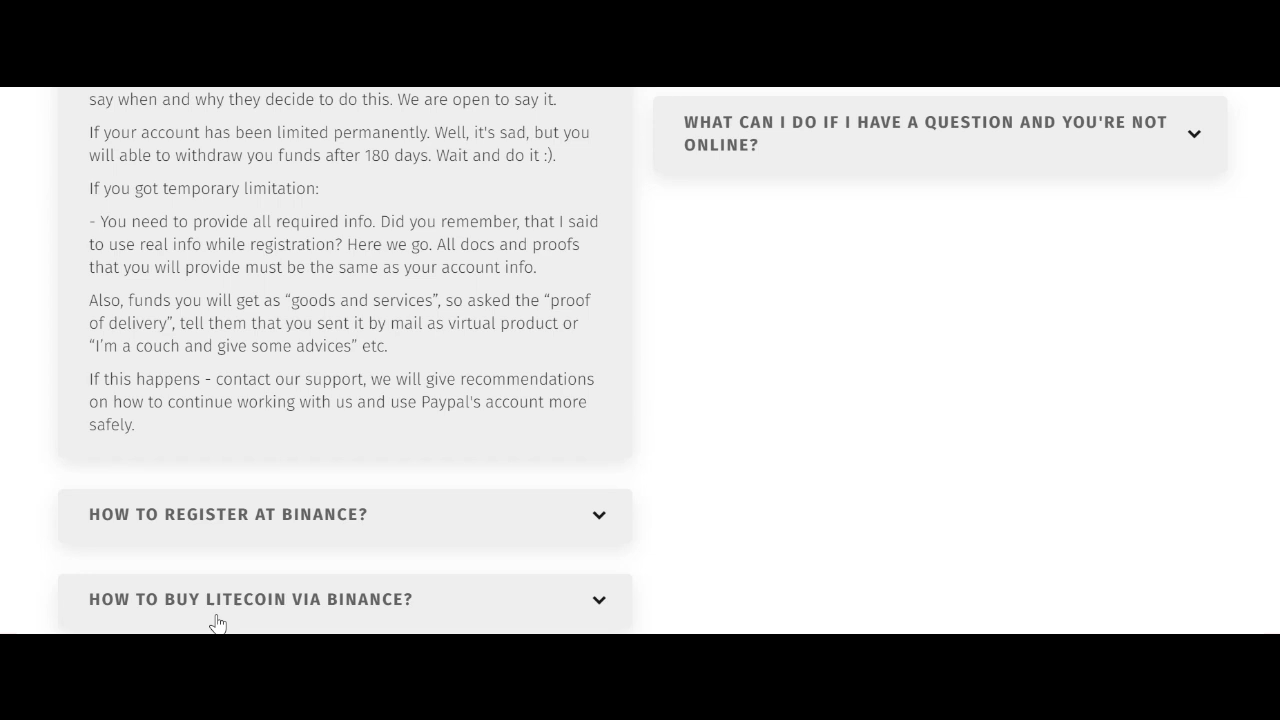 say when and why they decide to do this. We are open to say it.
If your account has been limited permanently. Well, it's sad, but you
will able to withdraw you funds after 180 days. Wait and do it :).
If you got temporary limitation:
- You need to provide all required info. Did you remember, that I said
to use real info while registration? Here we go. All docs and proofs
that you will provide must be the same as your account info.
Also, funds you will get as “goods and services”, so asked the “proof
of delivery”, tell them that you sent it by mail as virtual product or
“I’m a couch and give some advices” etc.
If this happens - contact our support, we will give recommendations
on how to continue working with us and use Paypal's account more
safely.
HOW TO REGISTER AT BINANCE?
HOW TO BUY LITECOIN VIA BINANCE?
WHAT CAN I DO IF I HAVE A QUESTION AND YOU'RE NOT
ONLINE?